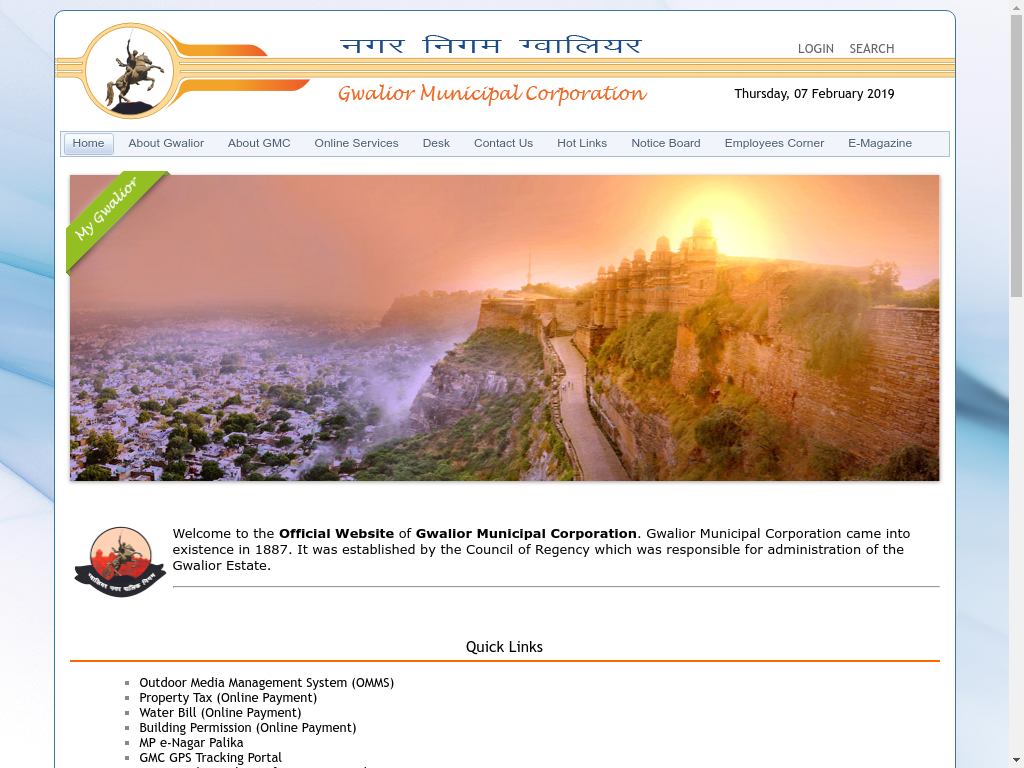 नगर निगम ग्वालियर
LOGIN SEARCH
Gwalior Municipal Corporation
Thursday, 07 February 2019
Home About Gwalior About GMC Online Services Desk Contact Us Hot Links Notice Board Employees Corner E-Magazine
My Gwalior
Welcome to the Official Website of Gwalior Municipal Corporation. Gwalior Municipal Corporation came into
existence in 1887. It was established by the Council of Regency which was responsible for administration of the
Gwalior Estate.
Quick Links
Outdoor Media Management System (OMMS)
Property Tax (Online Payment)
Water Bill (Online Payment)
Building Permission (Online Payment)
MP e-Nagar Palika
GMC GPS Tracking Portal